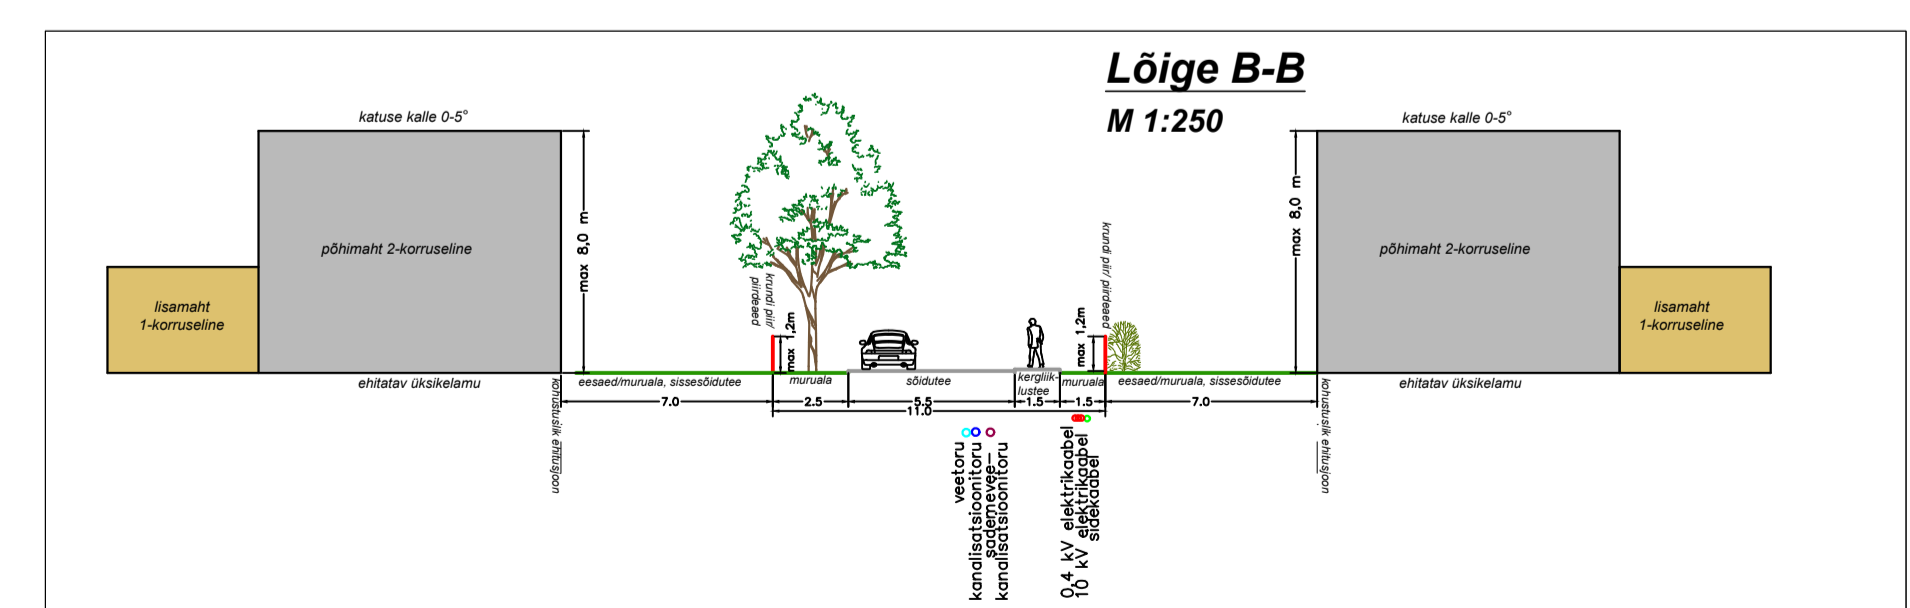 Lõige B-B
M 1:250
katuse kalle 0-5°
katuse kalle 0-5°
põhimaht 2-korruseline
lisamaht
1-korruseline
max 8,0 m
krundi piir/
piirdeaed
max 1,2m
max 1,2m
krundi piir/ piirdeaed
max 8,0 m
põhimaht 2-korruseline
lisamaht
1-korruseline
ehitatav üksikelamu
kohustuslik ehitusjoon
eesaed/muruala, sissesõidutee
muruala
sõidutee
kergliik-
lustee
muruala
eesaed/muruala, sissesõidutee
kohustuslik ehitusjoon
ehitatav üksikelamu
7.0
2.5
5.5
1.5
1.5
7.0
11.0
veetoru
kanalisatsioonitoru
sademevee-
kanalisatsioonitoru
0,4 kV elektrikaabel
10 kV elektrikaabel
sidekaabel